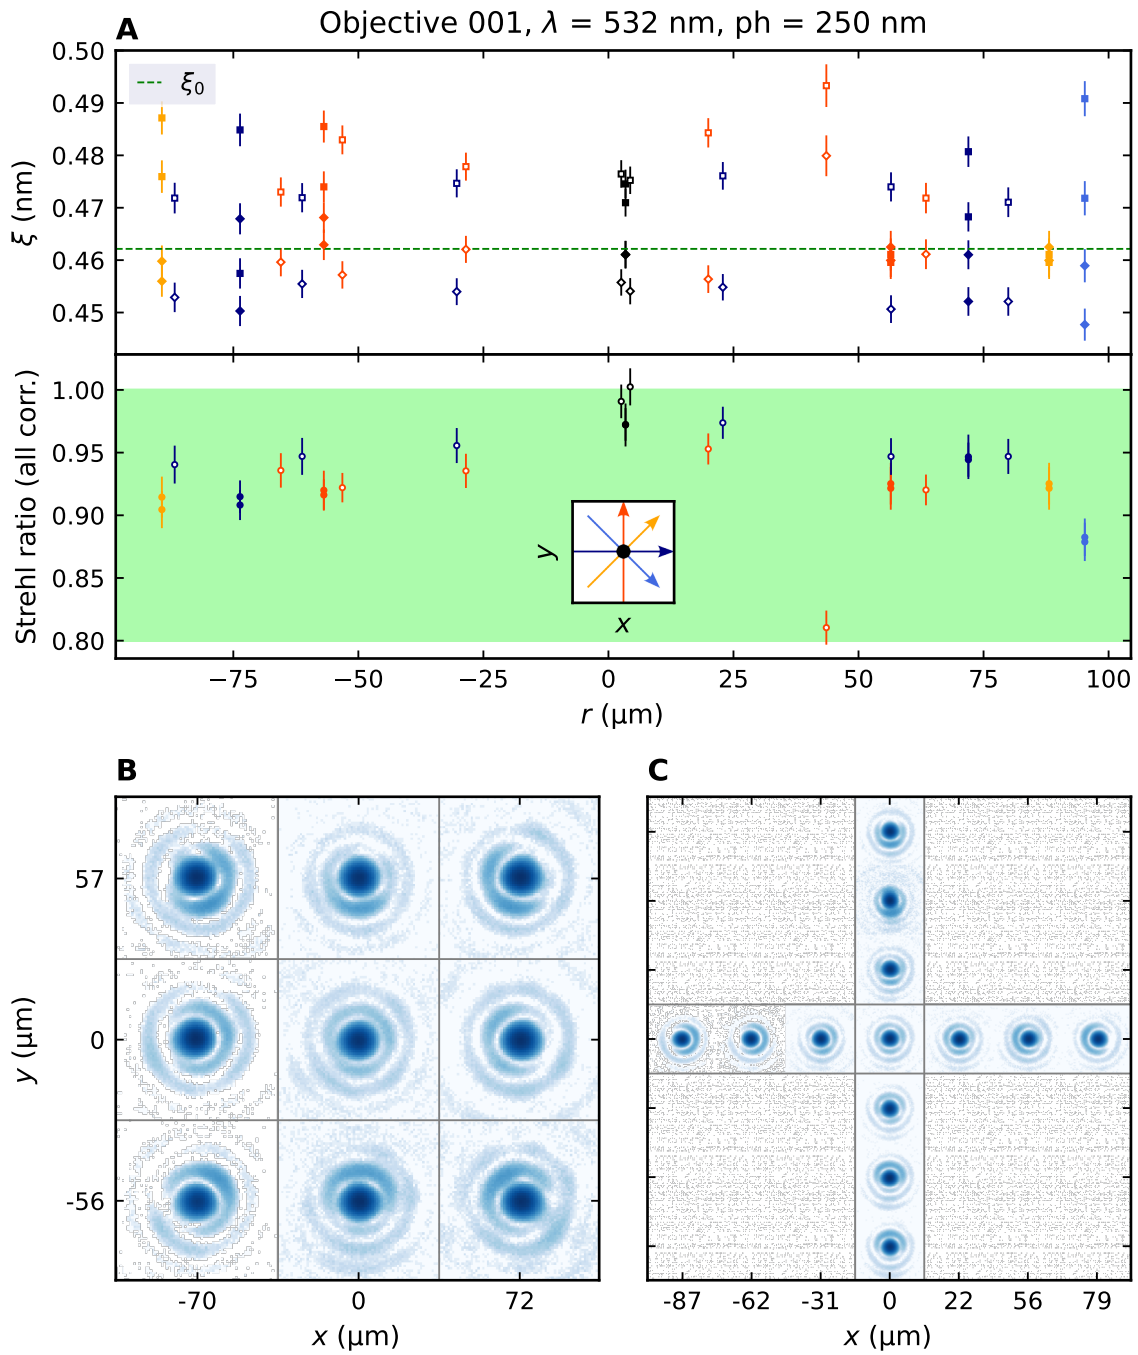 Objective 001, λ = 532 nm, ph = 250 nm
A
ξ₀
ξ (nm)
0.50
0.49
0.48
0.47
0.46
0.45
Strehl ratio (all corr.)
1.00
0.95
0.90
0.85
0.80
y
x
−75 −50 −25 0 25 50 75 100
r (μm)
B
y (μm)
57
0
-56
-70 0 72
x (μm)
C
-87 -62 -31 0 22 56 79
x (μm)